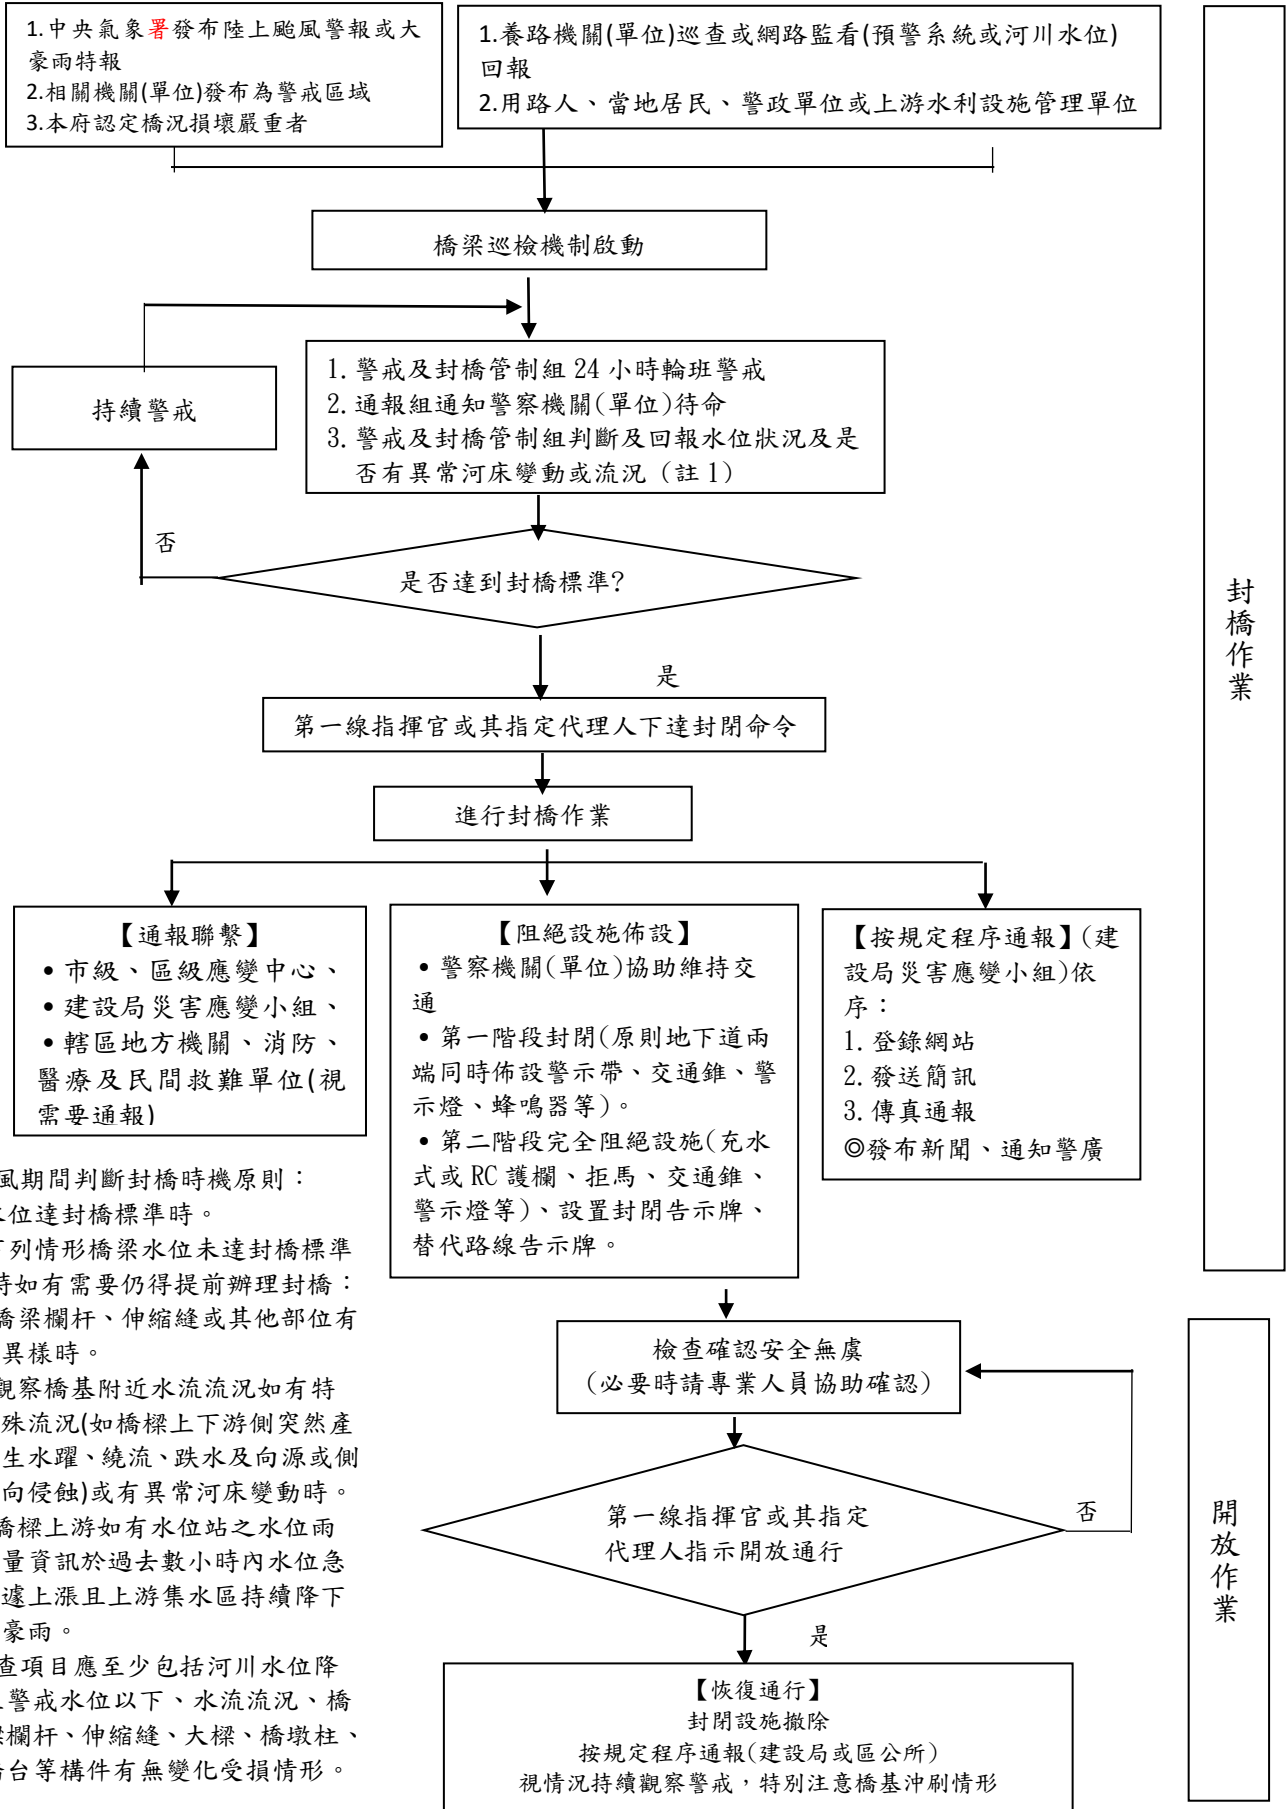 1.中央氣象署發布陸上颱風警報或大
豪雨特報
2.相關機關(單位)發布為警戒區域
3.本府認定橋況損壞嚴重者
1.養路機關(單位)巡查或網路監看(預警系統或河川水位)
回報
2.用路人、當地居民、警政單位或上游水利設施管理單位
橋梁巡檢機制啟動
持續警戒
1. 警戒及封橋管制組 24 小時輪班警戒
2. 通報組通知警察機關(單位)待命
3. 警戒及封橋管制組判斷及回報水位狀況及是
否有異常河床變動或流況（註 1）
否
是否達到封橋標準?
是
第一線指揮官或其指定代理人下達封閉命令
進行封橋作業
封橋作業
【通報聯繫】
• 市級、區級應變中心、
• 建設局災害應變小組、
• 轄區地方機關、消防、
醫療及民間救難單位(視
需要通報)
【阻絕設施佈設】
• 警察機關(單位)協助維持交
通
• 第一階段封閉(原則地下道兩
端同時佈設警示帶、交通錐、警
示燈、蜂鳴器等)。
• 第二階段完全阻絕設施(充水
式或 RC 護欄、拒馬、交通錐、
警示燈等)、設置封閉告示牌、
替代路線告示牌。
【按規定程序通報】(建
設局災害應變小組)依
序：
1. 登錄網站
2. 發送簡訊
3. 傳真通報
◎發布新聞、通知警廣
風期間判斷封橋時機原則：
水位達封橋標準時。
下列情形橋梁水位未達封橋標準
時如有需要仍得提前辦理封橋：
橋梁欄杆、伸縮縫或其他部位有
異樣時。
觀察橋基附近水流流況如有特
殊流況(如橋樑上下游側突然產
生水躍、繞流、跌水及向源或側
向侵蝕)或有異常河床變動時。
橋樑上游如有水位站之水位兩
量資訊於過去數小時內水位急
遽上漲且上游集水區持續降下
豪雨。
查項目應至少包括河川水位降
警戒水位以下、水流流況、橋
樑欄杆、伸縮縫、大樑、橋墩柱、
橋台等構件有無變化受損情形。
檢查確認安全無虞
(必要時請專業人員協助確認)
第一線指揮官或其指定
代理人指示開放通行
否
是
【恢復通行】
封閉設施撤除
按規定程序通報(建設局或區公所)
視情況持續觀察警戒，特別注意橋基沖刷情形
開放作業